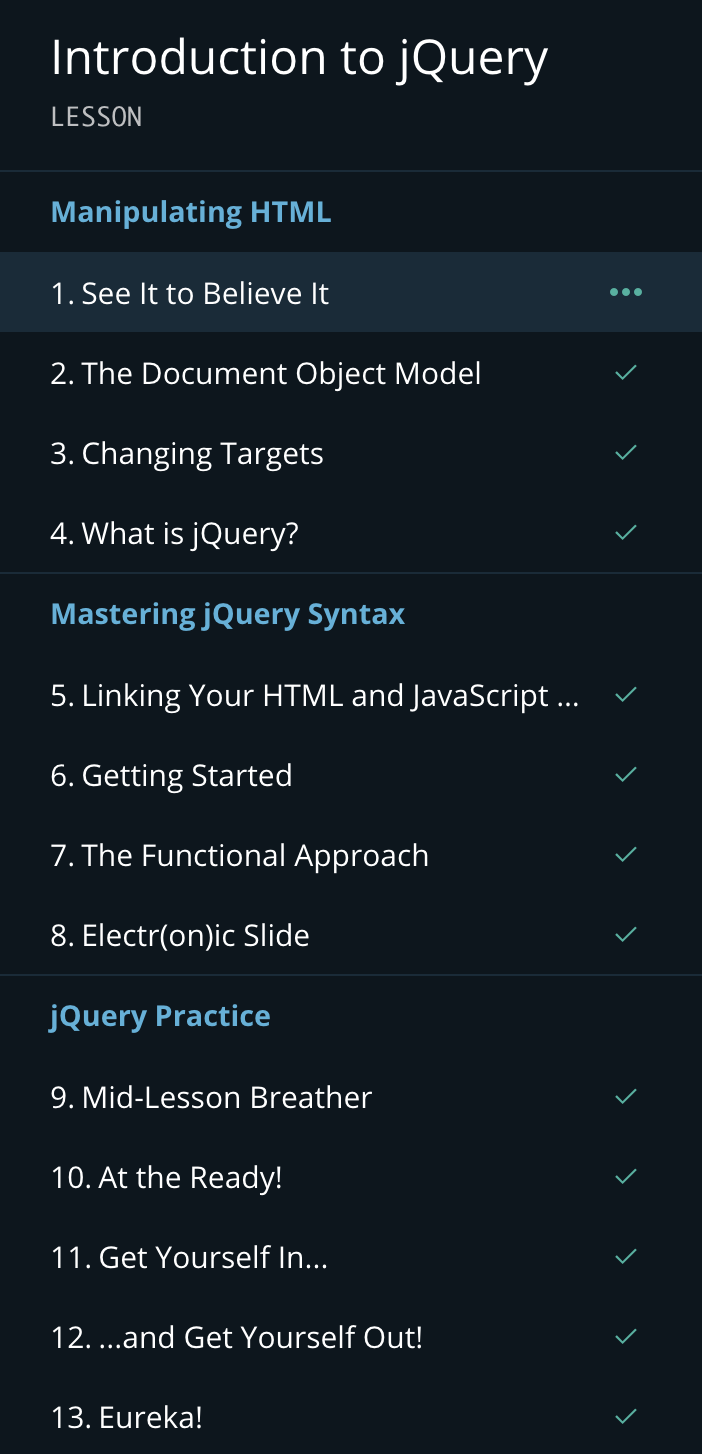 Introduction to jQuery
LESSON
Manipulating HTML
1. See It to Believe It
2. The Document Object Model
3. Changing Targets
4. What is jQuery?
Mastering jQuery Syntax
5. Linking Your HTML and JavaScript ...
6. Getting Started
7. The Functional Approach
8. Electr(on)ic Slide
jQuery Practice
9. Mid-Lesson Breather
10. At the Ready!
11. Get Yourself In...
12. ...and Get Yourself Out!
13. Eureka!